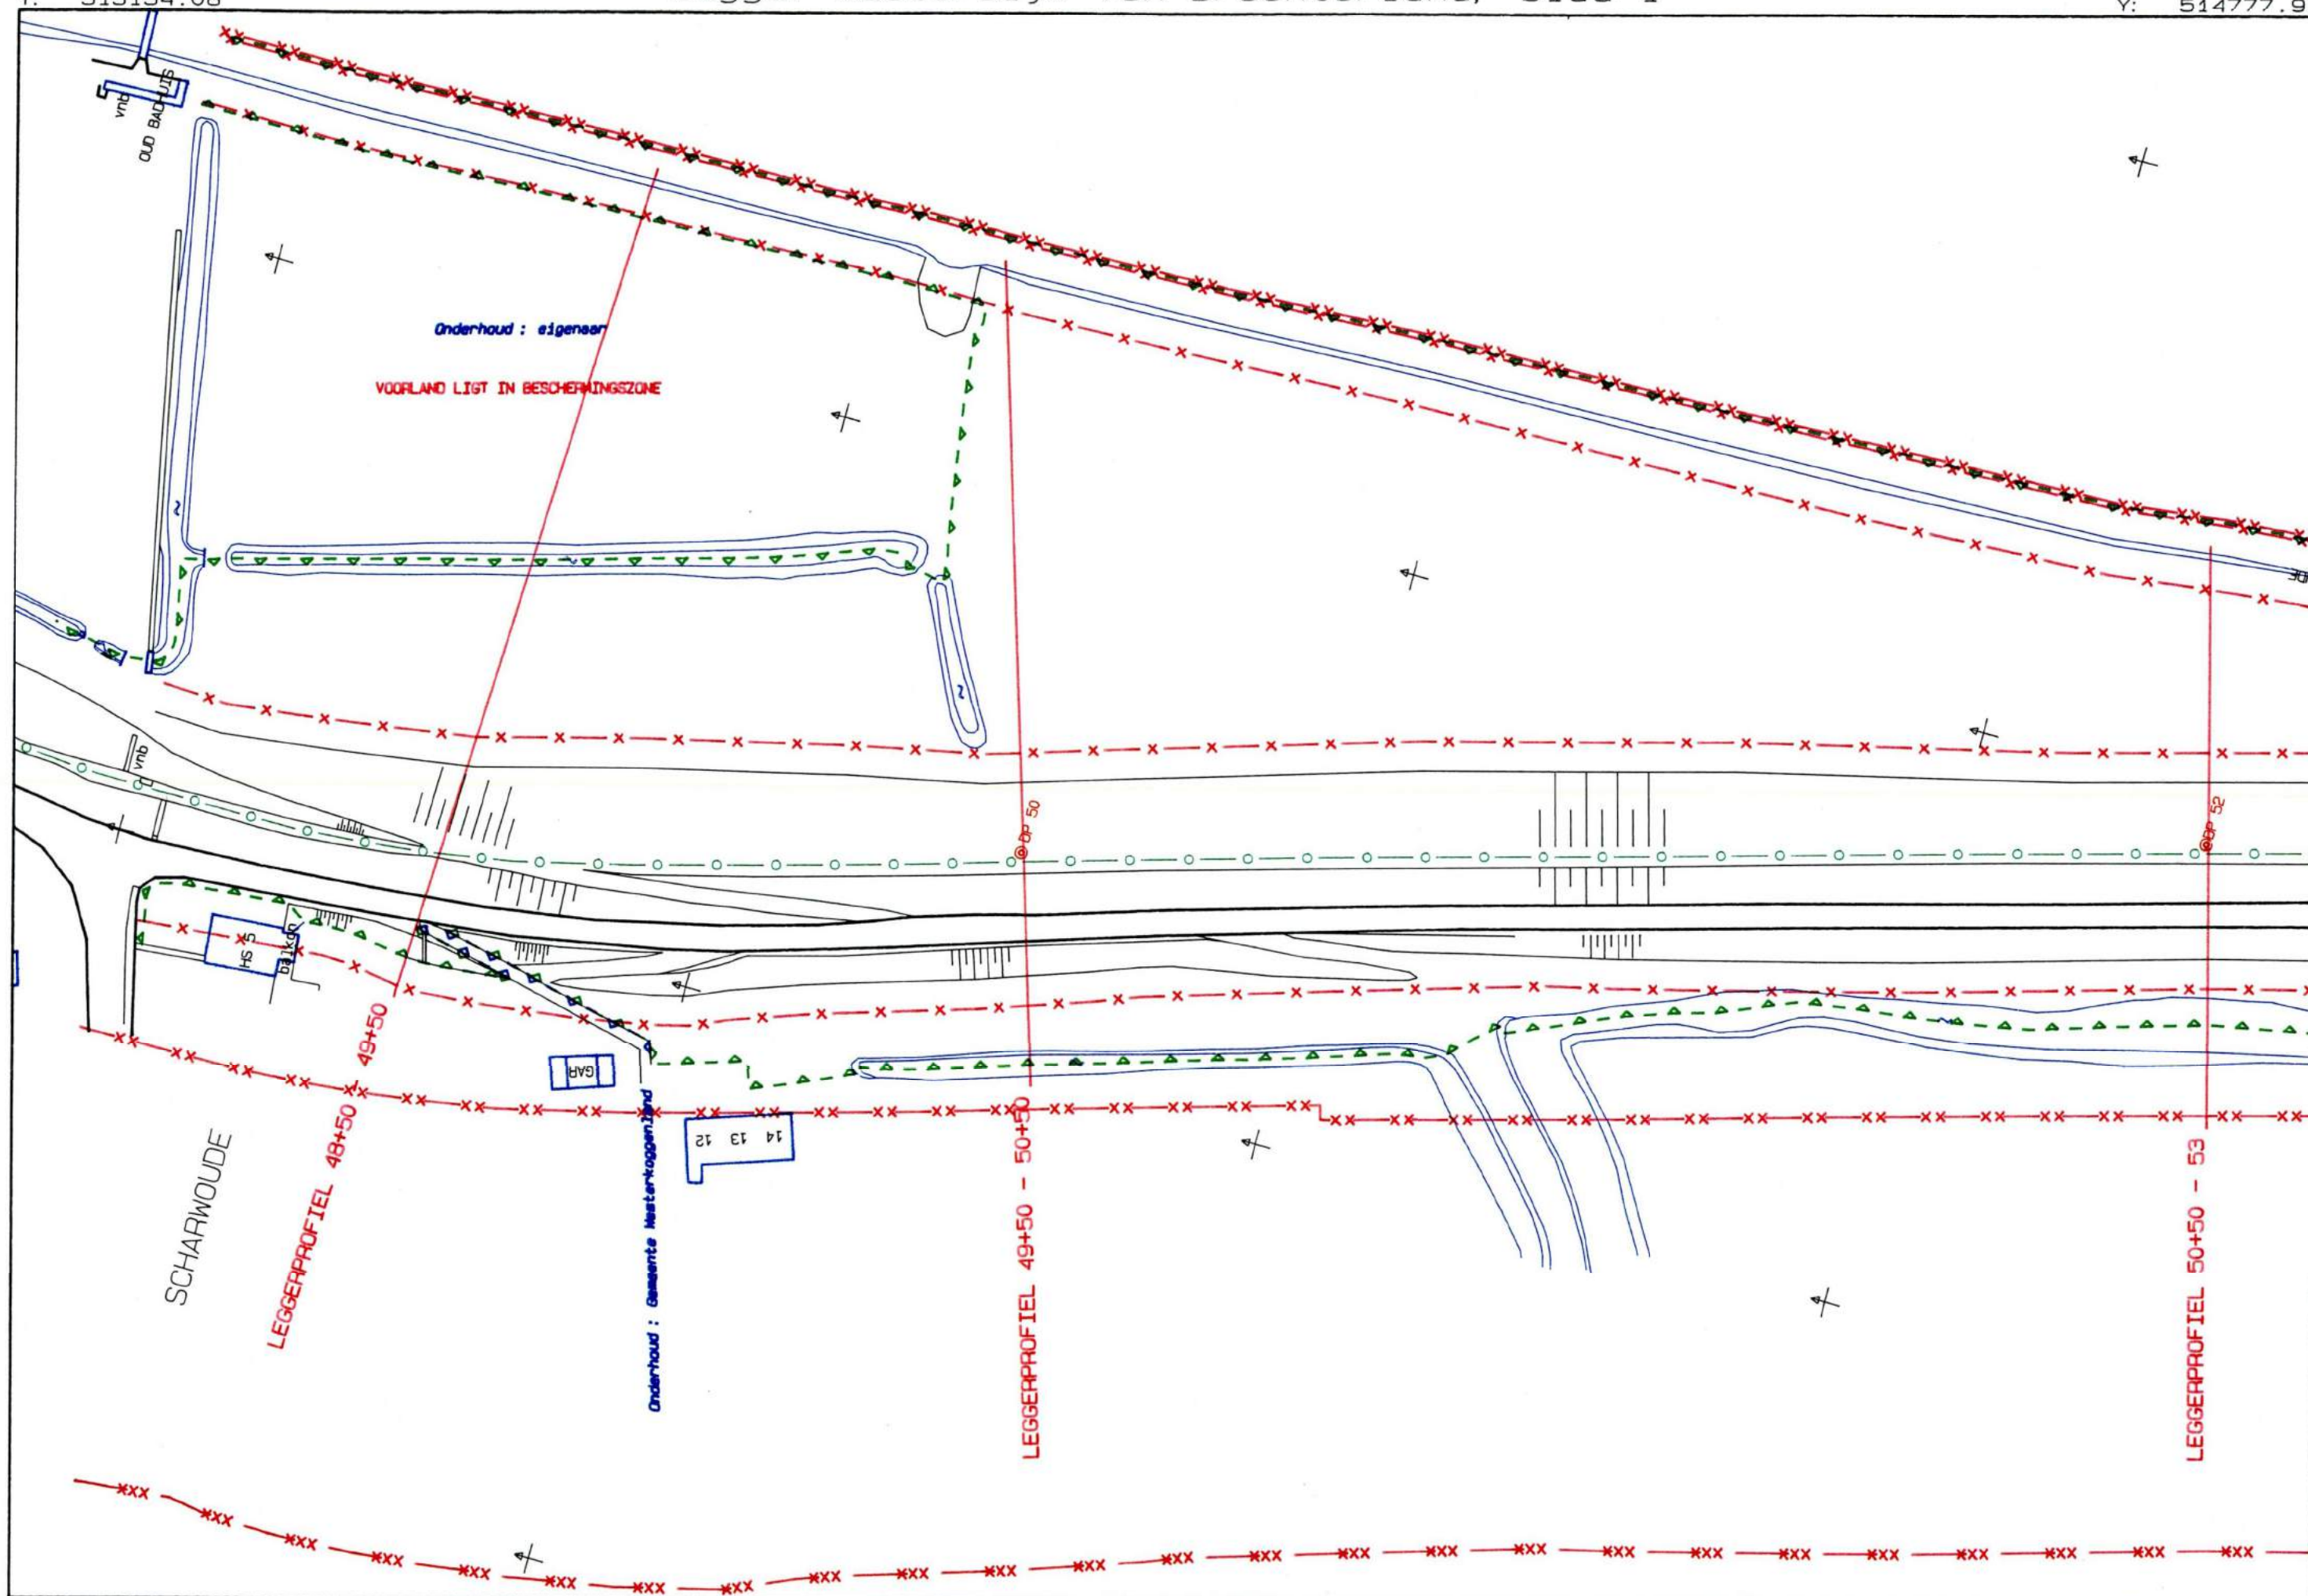 Y: 514777.9
vnb
OUD BADHUIS
Onderhoud : eigenaar
VOORLAND LIGT IN BESCHERMINGSZONE
vnb
DP 50
DP 52
HS 5
balkon
GAR
12 13 14
SCHARWOUDE
LEGGERPROFIEL 48+50 - 49+50
Onderhoud : Gemeente Westerkoggenland
LEGGERPROFIEL 49+50 - 50+50
LEGGERPROFIEL 50+50 - 53